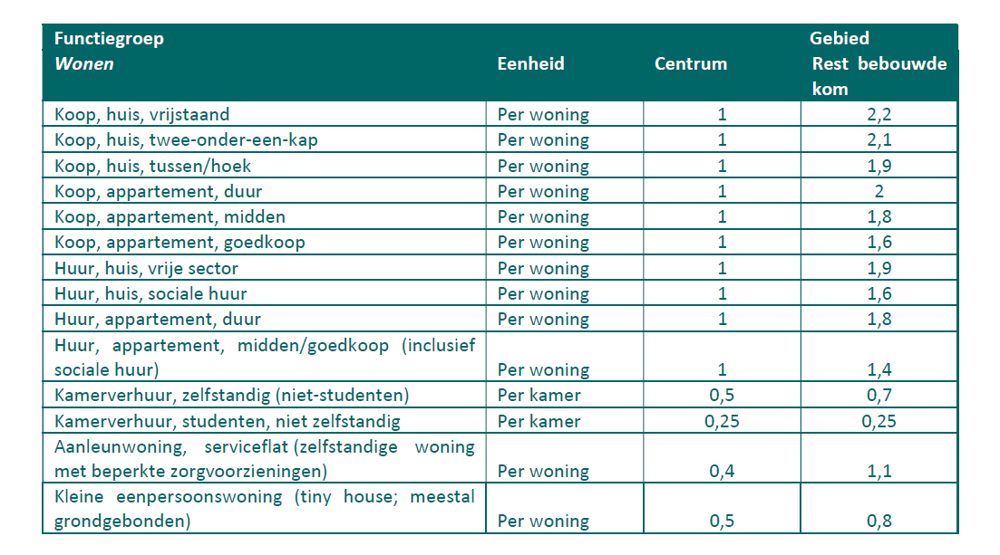 Functiegroep Gebied
Wonen Eenheid Centrum Rest bebouwde
kom
Koop, huis, vrijstaand Per woning 1 2,2
Koop, huis, twee-onder-een-kap Per woning 1 2,1
Koop, huis, tussen/hoek Per woning 1 1,9
Koop, appartement, duur Per woning 1 2
Koop, appartement, midden Per woning 1 1,8
Koop, appartement, goedkoop Per woning 1 1,6
Huur, huis, vrije sector Per woning 1 1,9
Huur, huis, sociale huur Per woning 1 1,6
Huur, appartement, duur Per woning 1 1,8
Huur, appartement, midden/goedkoop (inclusief
sociale huur) Per woning 1 1,4
Kamerverhuur, zelfstandig (niet-studenten) Per kamer 0,5 0,7
Kamerverhuur, studenten, niet zelfstandig Per kamer 0,25 0,25
Aanleunwoning, serviceflat (zelfstandige woning
met beperkte zorgvoorzieningen) Per woning 0,4 1,1
Kleine eenpersoonswoning (tiny house; meestal
grondgebonden) Per woning 0,5 0,8